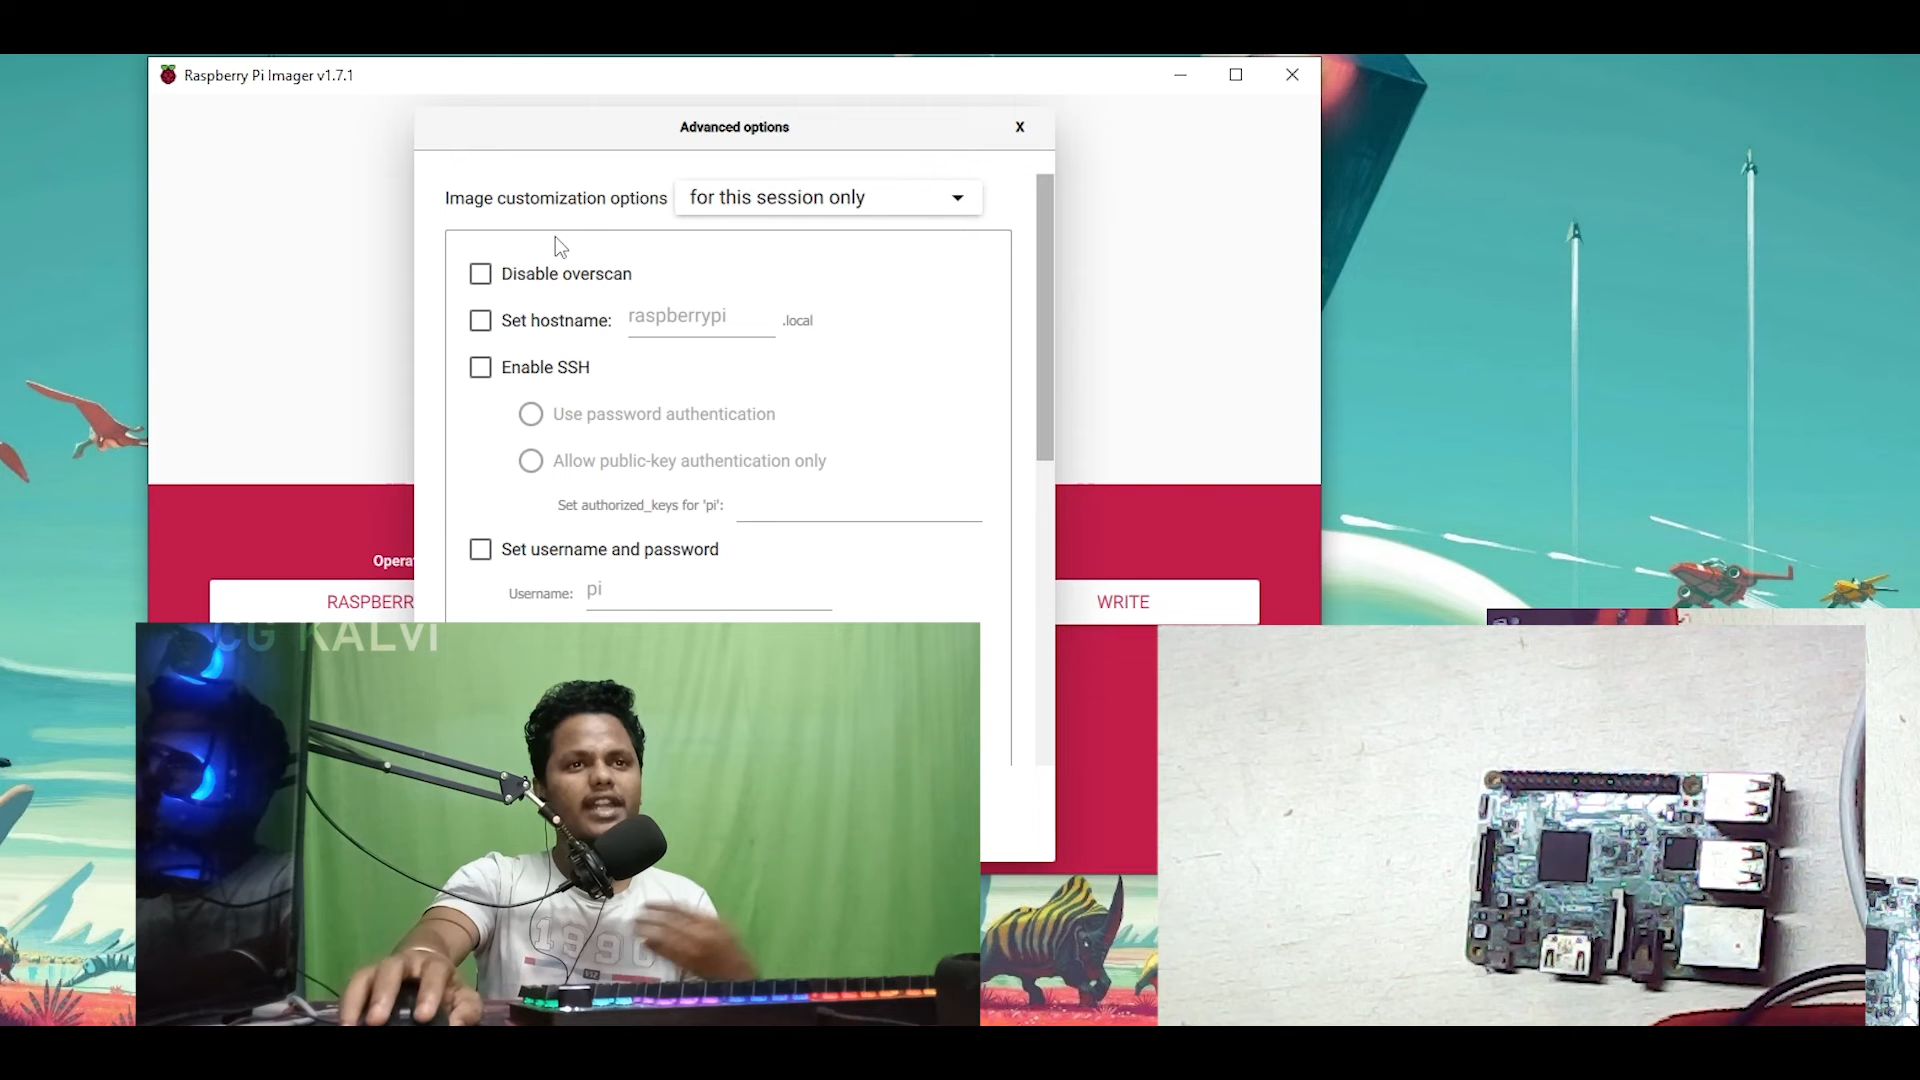 Raspberry Pi Imager v1.7.1
Advanced options
X
Image customization options for this session only
Disable overscan
Set hostname: raspberrypi .local
Enable SSH
Use password authentication
Allow public-key authentication only
Set authorized_keys for 'pi':
Set username and password
Username: pi
Opera
RASPBERR
WRITE
CG KALVI
1990